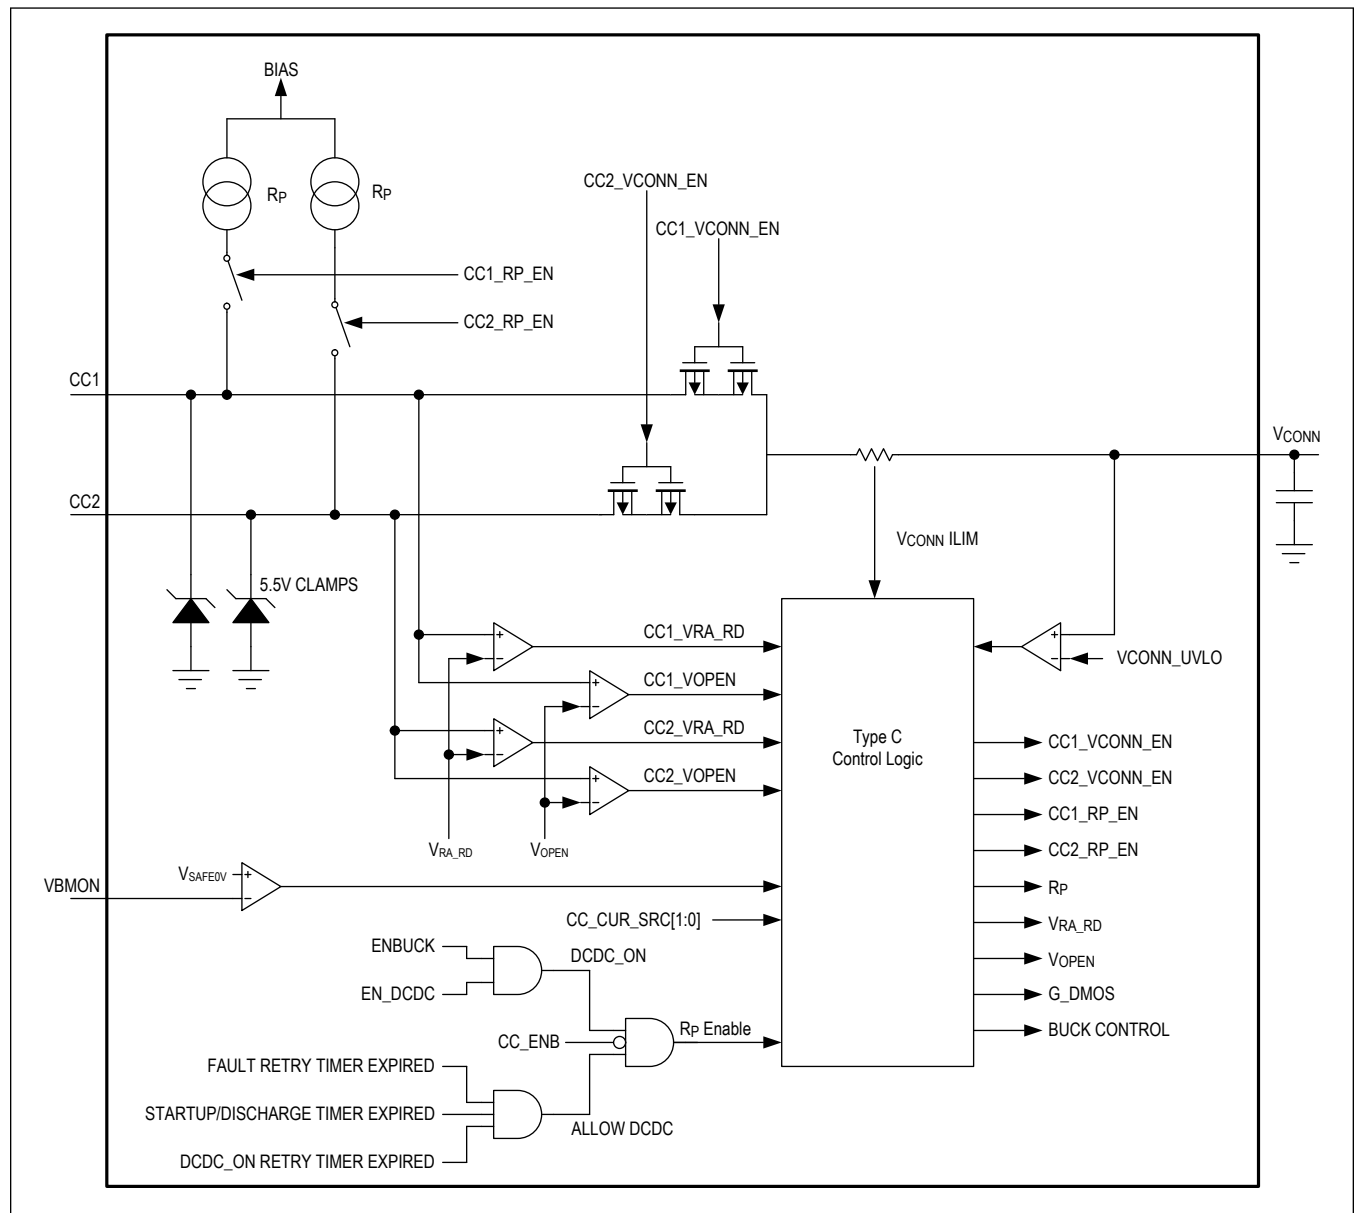 BIAS
RP
RP
CC2_VCONN_EN
CC1_VCONN_EN
CC1_RP_EN
CC2_RP_EN
CC1
VCONN
CC2
VCONN ILIM
5.5V CLAMPS
+
−
CC1_VRA_RD
+
−
VCONN_UVLO
+
−
CC1_VOPEN
+
−
CC2_VRA_RD
Type C
Control Logic
CC1_VCONN_EN
+
−
CC2_VOPEN
CC2_VCONN_EN
CC1_RP_EN
VRA_RD
VOPEN
CC2_RP_EN
VSAFE0V
+
−
VBMON
RP
CC_CUR_SRC[1:0]
VRA_RD
ENBUCK
DCDC_ON
VOPEN
EN_DCDC
G_DMOS
CC_ENB
RP Enable
BUCK CONTROL
FAULT RETRY TIMER EXPIRED
STARTUP/DISCHARGE TIMER EXPIRED
ALLOW DCDC
DCDC_ON RETRY TIMER EXPIRED